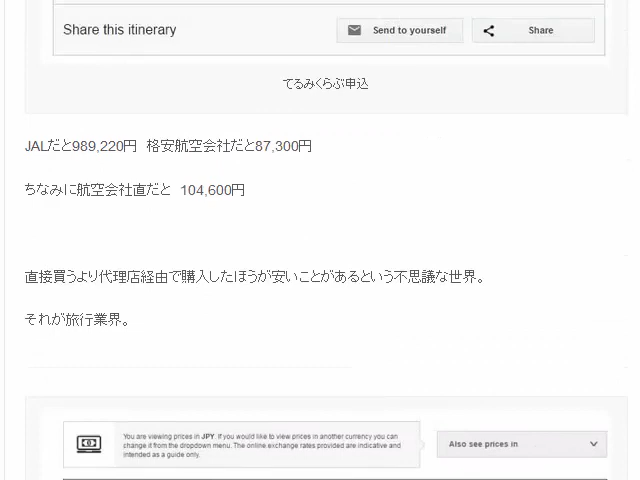 Share this itinerary
Send to yourself
Share
てるみくらぶ申込
JALだと989,220円　格安航空会社だと87,300円
ちなみに航空会社直だと　104,600円
直接買うより代理店経由で購入したほうが安いことがあるという不思議な世界。
それが旅行業界。
You are viewing prices in JPY. If you would like to view prices in another currency you can
change it from the dropdown menu. The online exchange rates provided are indicative and
intended as a guide only.
Also see prices in